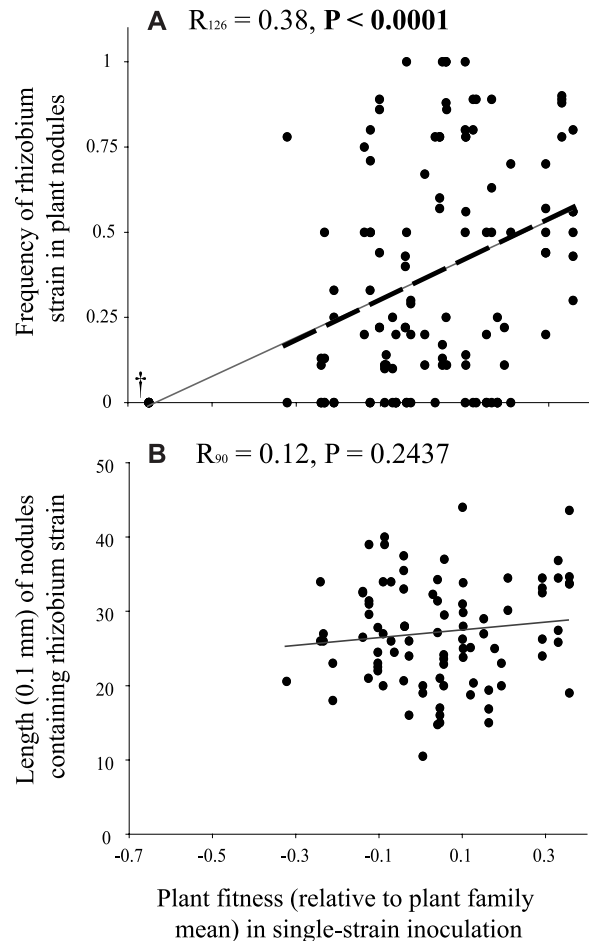 A R₁₂₆ = 0.38, P < 0.0001
1
0.75
0.5
0.25
0
†
Frequency of rhizobium
strain in plant nodules
B R₉₀ = 0.12, P = 0.2437
50
40
30
20
10
0
Length (0.1 mm) of nodules
containing rhizobium strain
-0.7 -0.5 -0.3 -0.1 0.1 0.3
Plant fitness (relative to plant family
mean) in single-strain inoculation